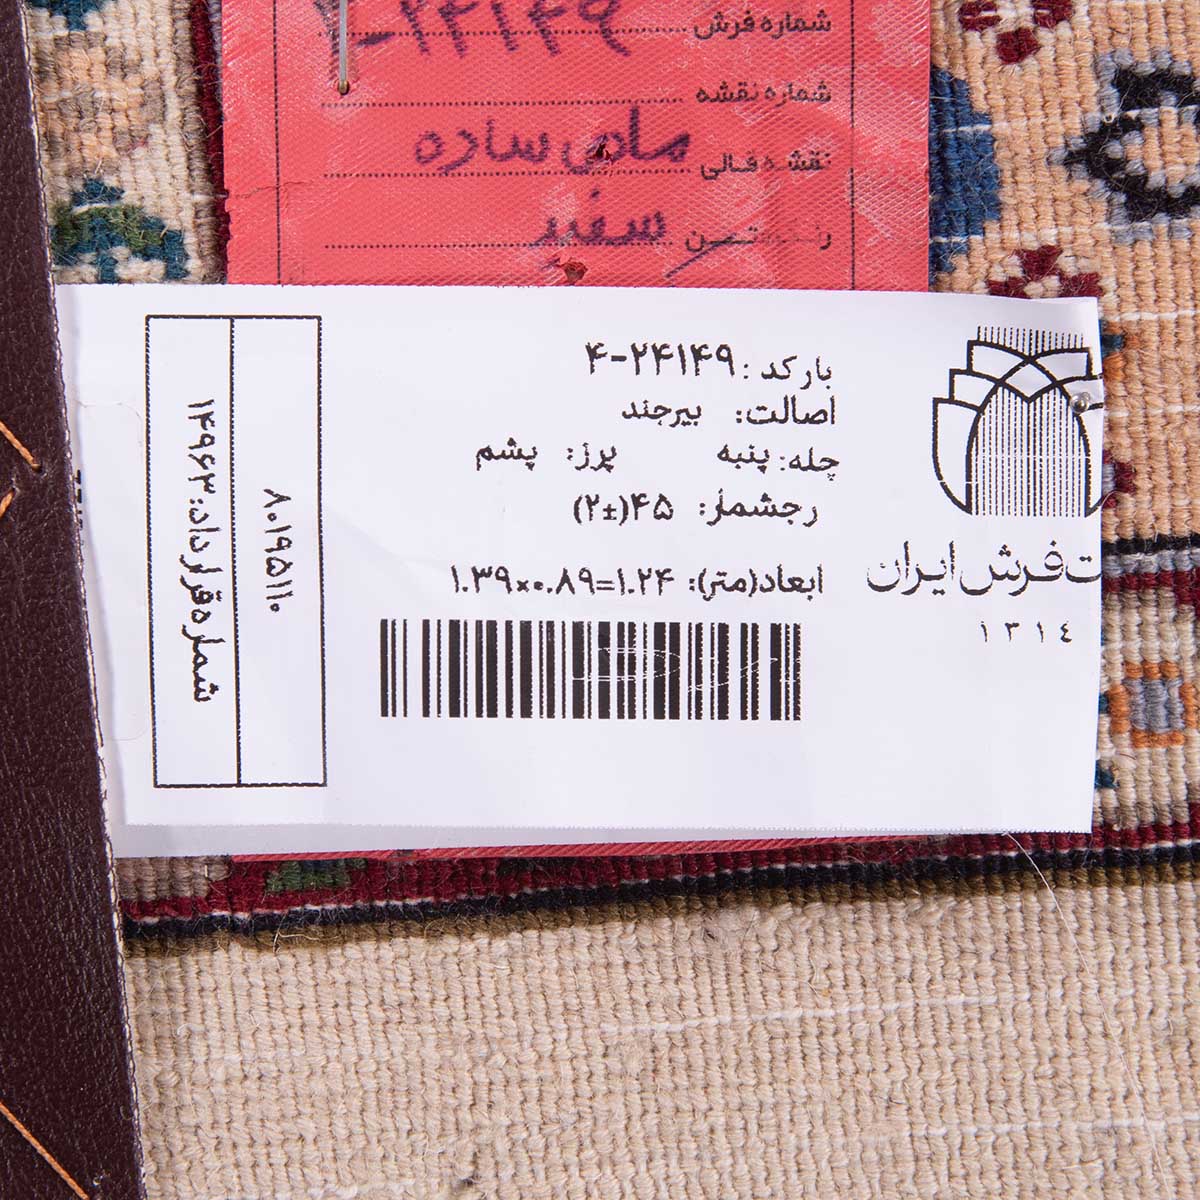 شماره فرش ۴-۲۴۱۴۹
شماره نقشه
نقشه قالی ماهی ساده
متن سفید
بارکد: ۴-۲۴۱۴۹
اصالت: بیرجند
چله: پنبه پرز: پشم
رجشمار: ۴۵(±۲)
ابعاد(متر): ۱.۳۹×۰.۸۹=۱.۲۴
ت فرش ایران
۱۳۱۴
۸۰۱۹۵۱۱۰
شماره قرارداد: ۱۴۹۶۳